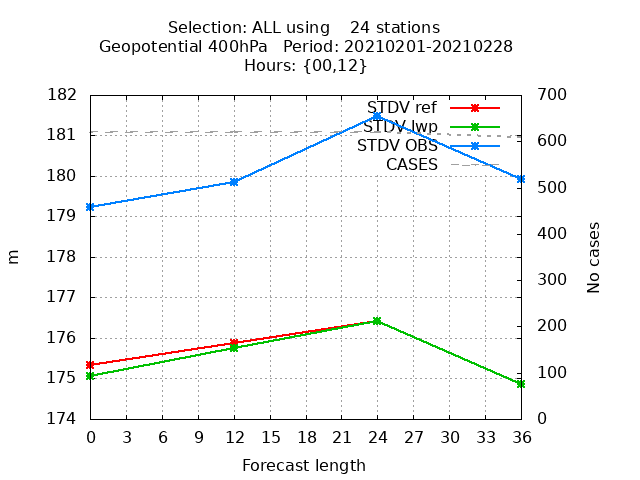 Selection: ALL using    24 stations
Geopotential 400hPa   Period: 20210201-20210228
Hours: {00,12}
STDV ref
STDV lwp
STDV OBS
CASES
182
181
180
179
178
177
176
175
174
m
700
600
500
400
300
200
100
0
No cases
0 3 6 9 12 15 18 21 24 27 30 33 36
Forecast length